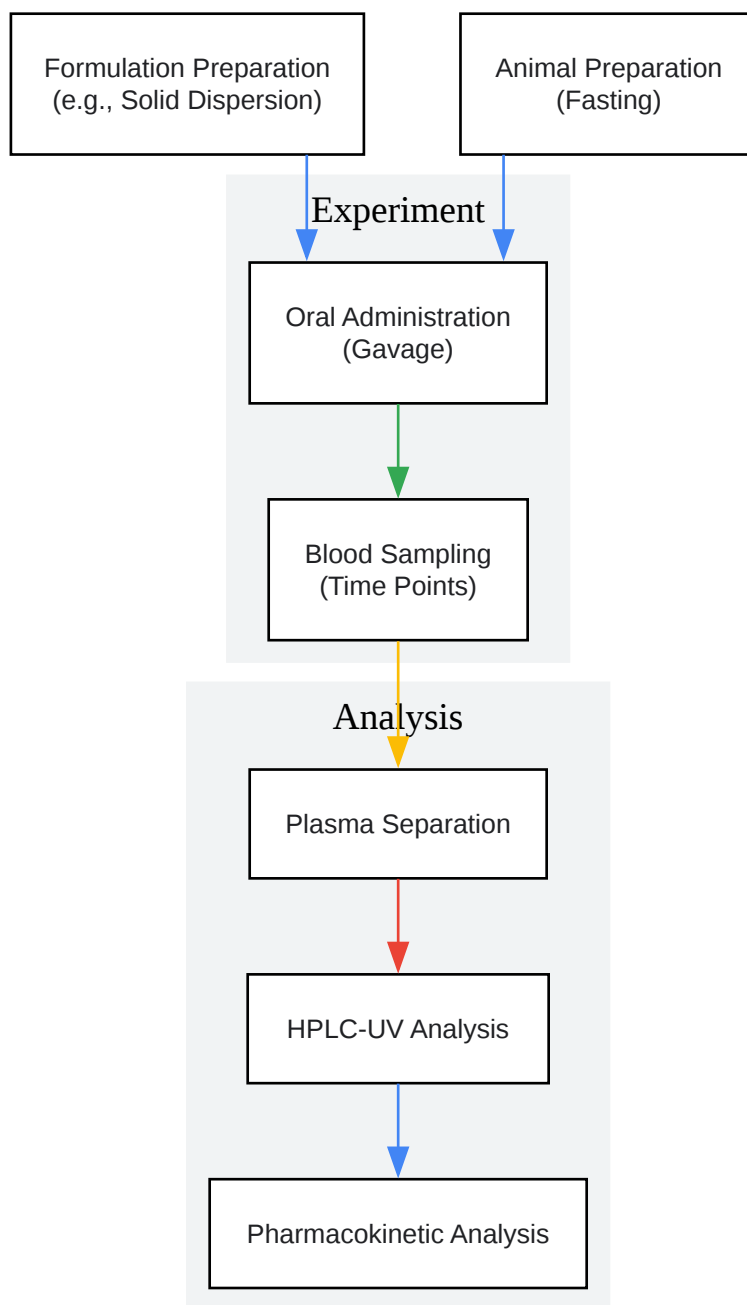 Formulation Preparation
(e.g., Solid Dispersion)
Animal Preparation
(Fasting)
Experiment
Oral Administration
(Gavage)
Blood Sampling
(Time Points)
Analysis
Plasma Separation
HPLC-UV Analysis
Pharmacokinetic Analysis